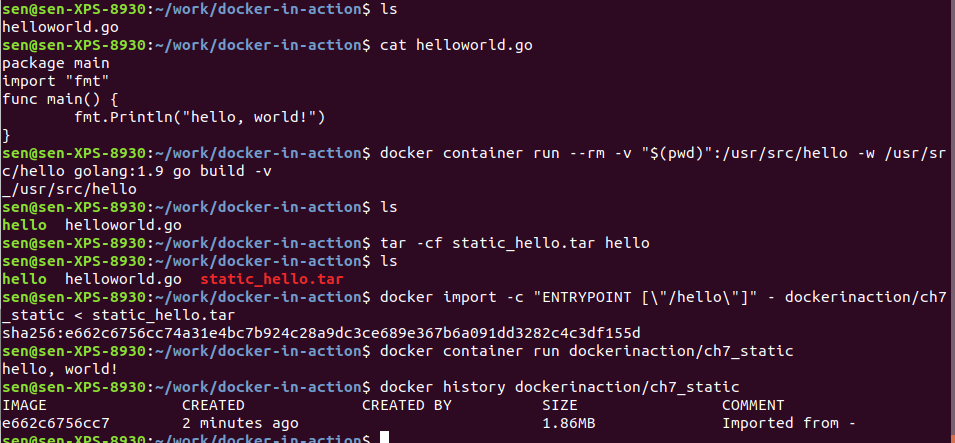 sen@sen-XPS-8930:~/work/docker-in-action$ ls
helloworld.go
sen@sen-XPS-8930:~/work/docker-in-action$ cat helloworld.go
package main
import "fmt"
func main() {
        fmt.Println("hello, world!")
}
sen@sen-XPS-8930:~/work/docker-in-action$ docker container run --rm -v "$(pwd)":/usr/src/hello -w /usr/sr
c/hello golang:1.9 go build -v
_/usr/src/hello
sen@sen-XPS-8930:~/work/docker-in-action$ ls
hello  helloworld.go
sen@sen-XPS-8930:~/work/docker-in-action$ tar -cf static_hello.tar hello
sen@sen-XPS-8930:~/work/docker-in-action$ ls
hello  helloworld.go  static_hello.tar
sen@sen-XPS-8930:~/work/docker-in-action$ docker import -c "ENTRYPOINT [\"/hello\"]" - dockerinaction/ch7
_static < static_hello.tar
sha256:e662c6756cc74a31e4bc7b924c28a9dc3ce689e367b6a091dd3282c4c3df155d
sen@sen-XPS-8930:~/work/docker-in-action$ docker container run dockerinaction/ch7_static
hello, world!
sen@sen-XPS-8930:~/work/docker-in-action$ docker history dockerinaction/ch7_static
IMAGE               CREATED             CREATED BY          SIZE                COMMENT
e662c6756cc7        2 minutes ago                           1.86MB              Imported from -
sen@sen-XPS-8930:~/work/docker-in-action$